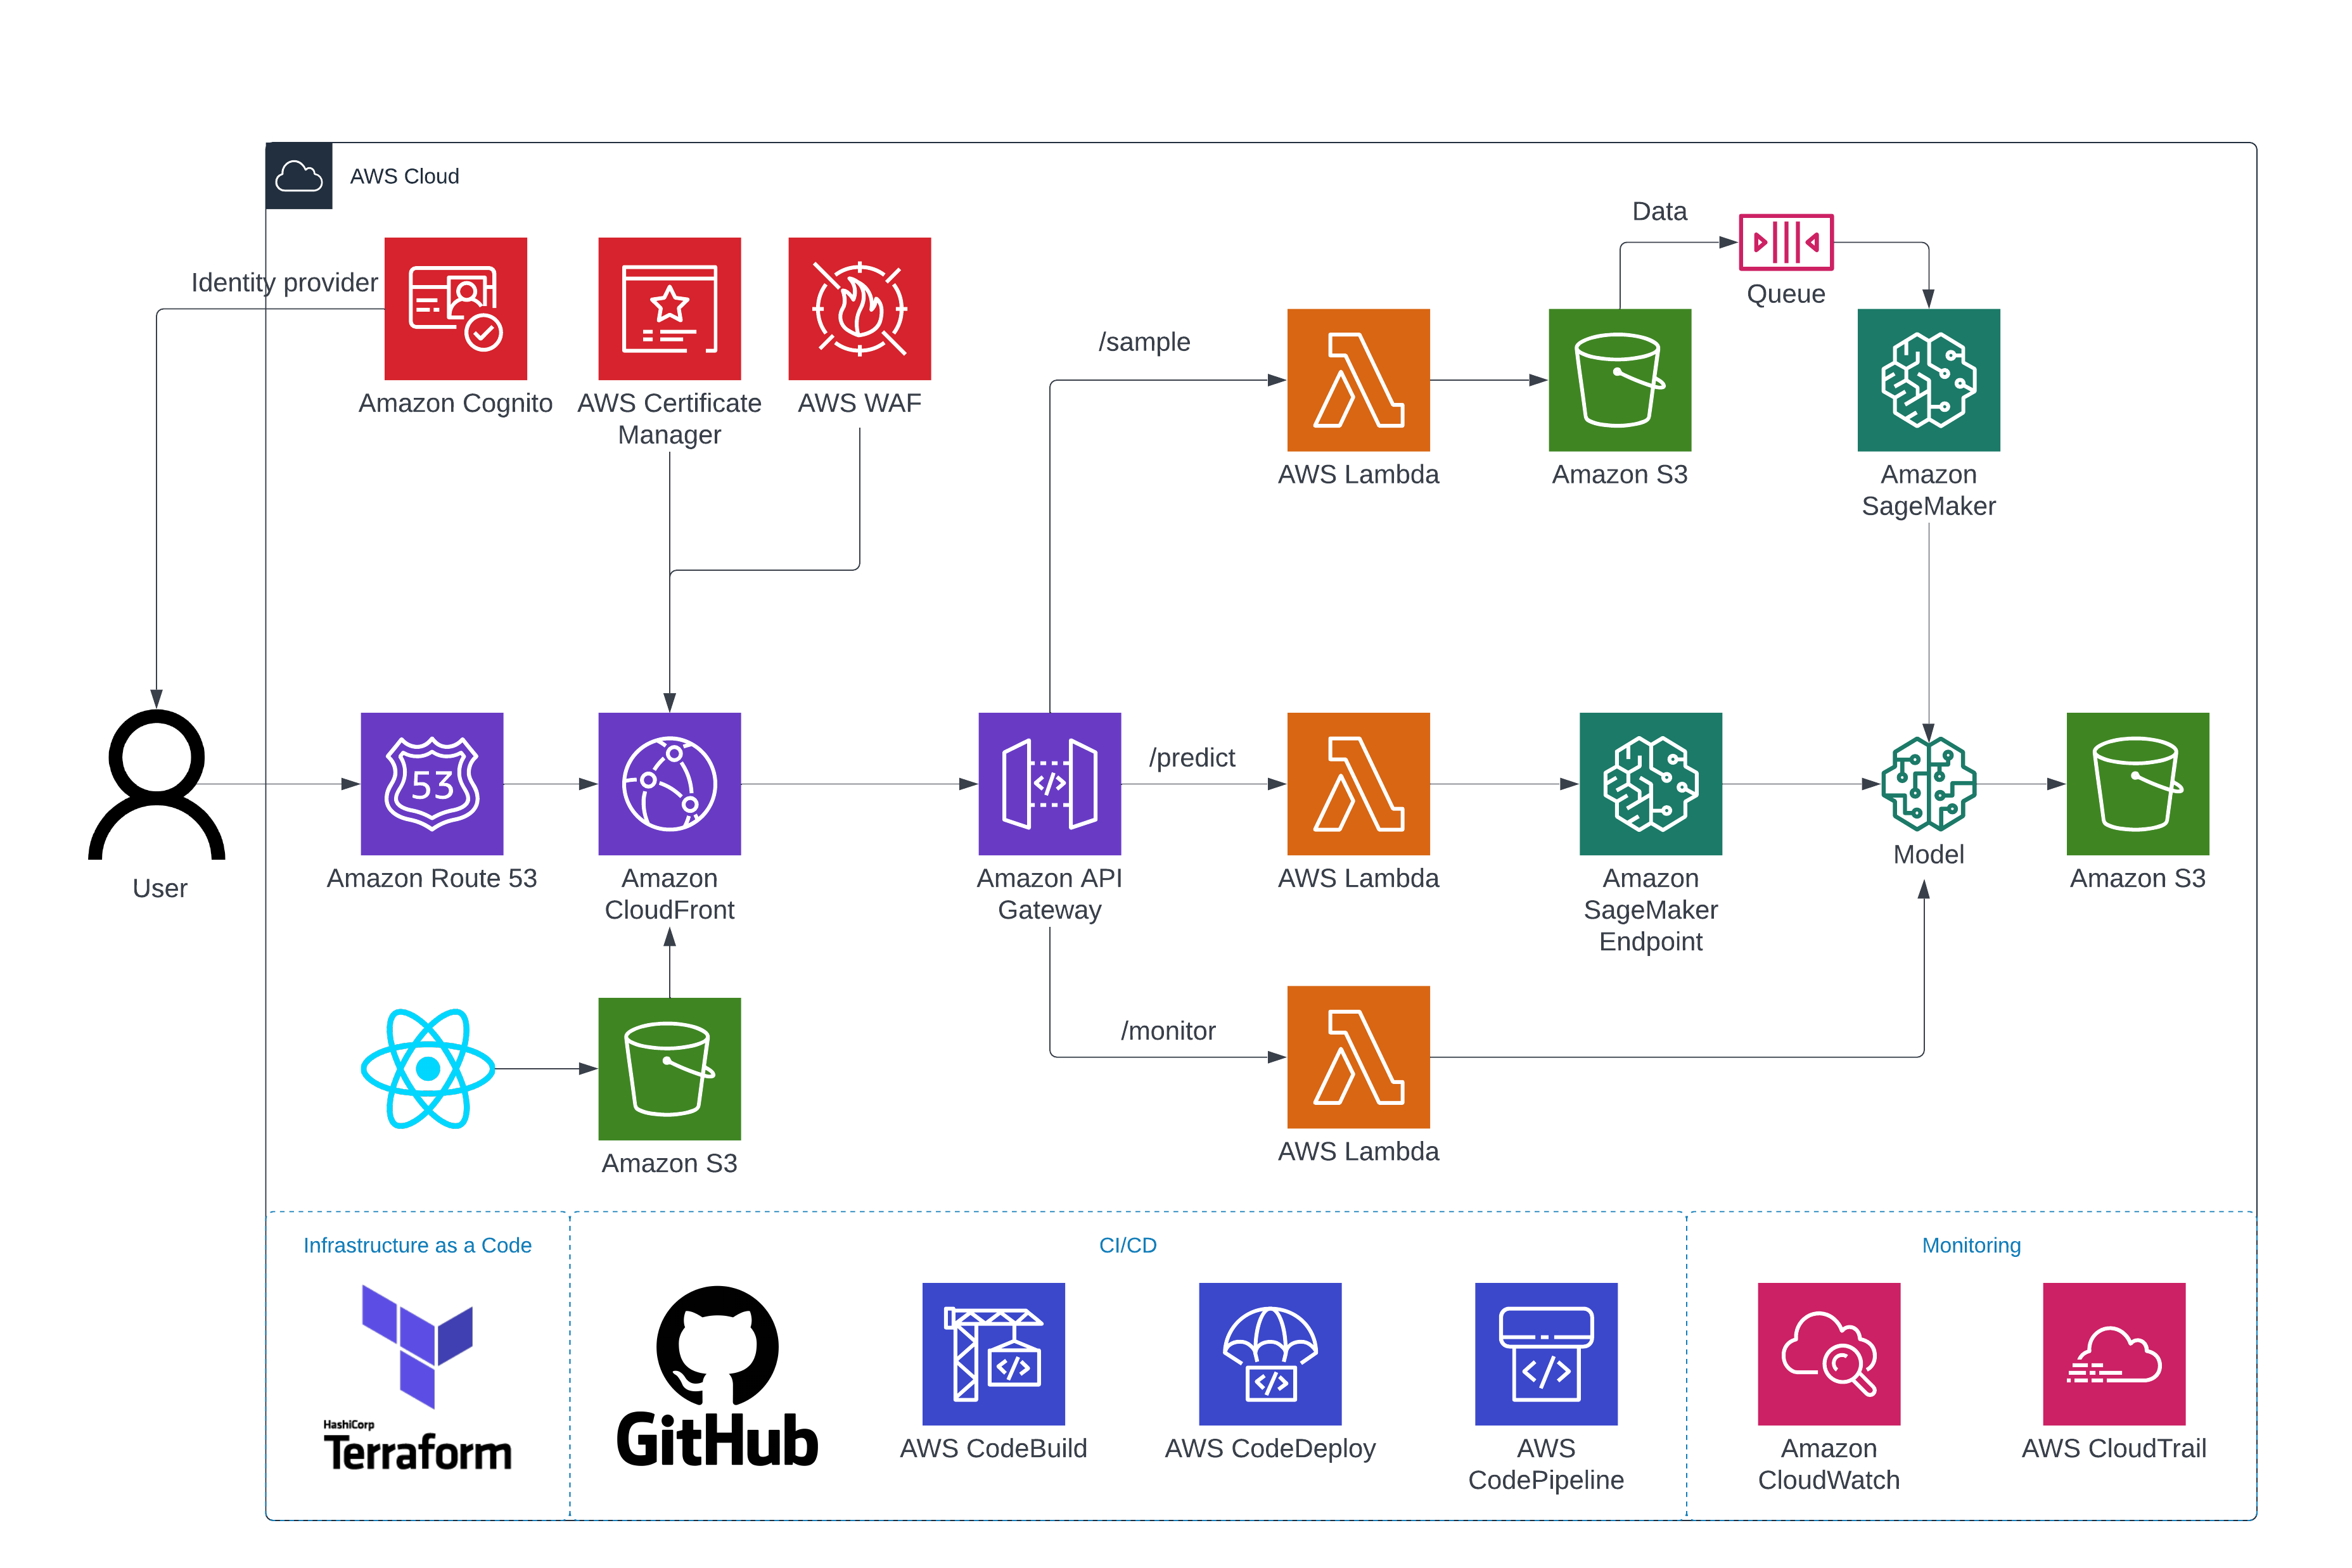 AWS Cloud
Data
Queue
Identity provider
Amazon Cognito
AWS Certificate
Manager
AWS WAF
/sample
AWS Lambda
Amazon S3
Amazon
SageMaker
User
53
Amazon Route 53
Amazon
CloudFront
Amazon API
Gateway
/predict
AWS Lambda
Amazon
SageMaker
Endpoint
Model
Amazon S3
Amazon S3
/monitor
AWS Lambda
Infrastructure as a Code
HashiCorp
Terraform
CI/CD
GitHub
AWS CodeBuild
AWS CodeDeploy
AWS
CodePipeline
Monitoring
Amazon
CloudWatch
AWS CloudTrail